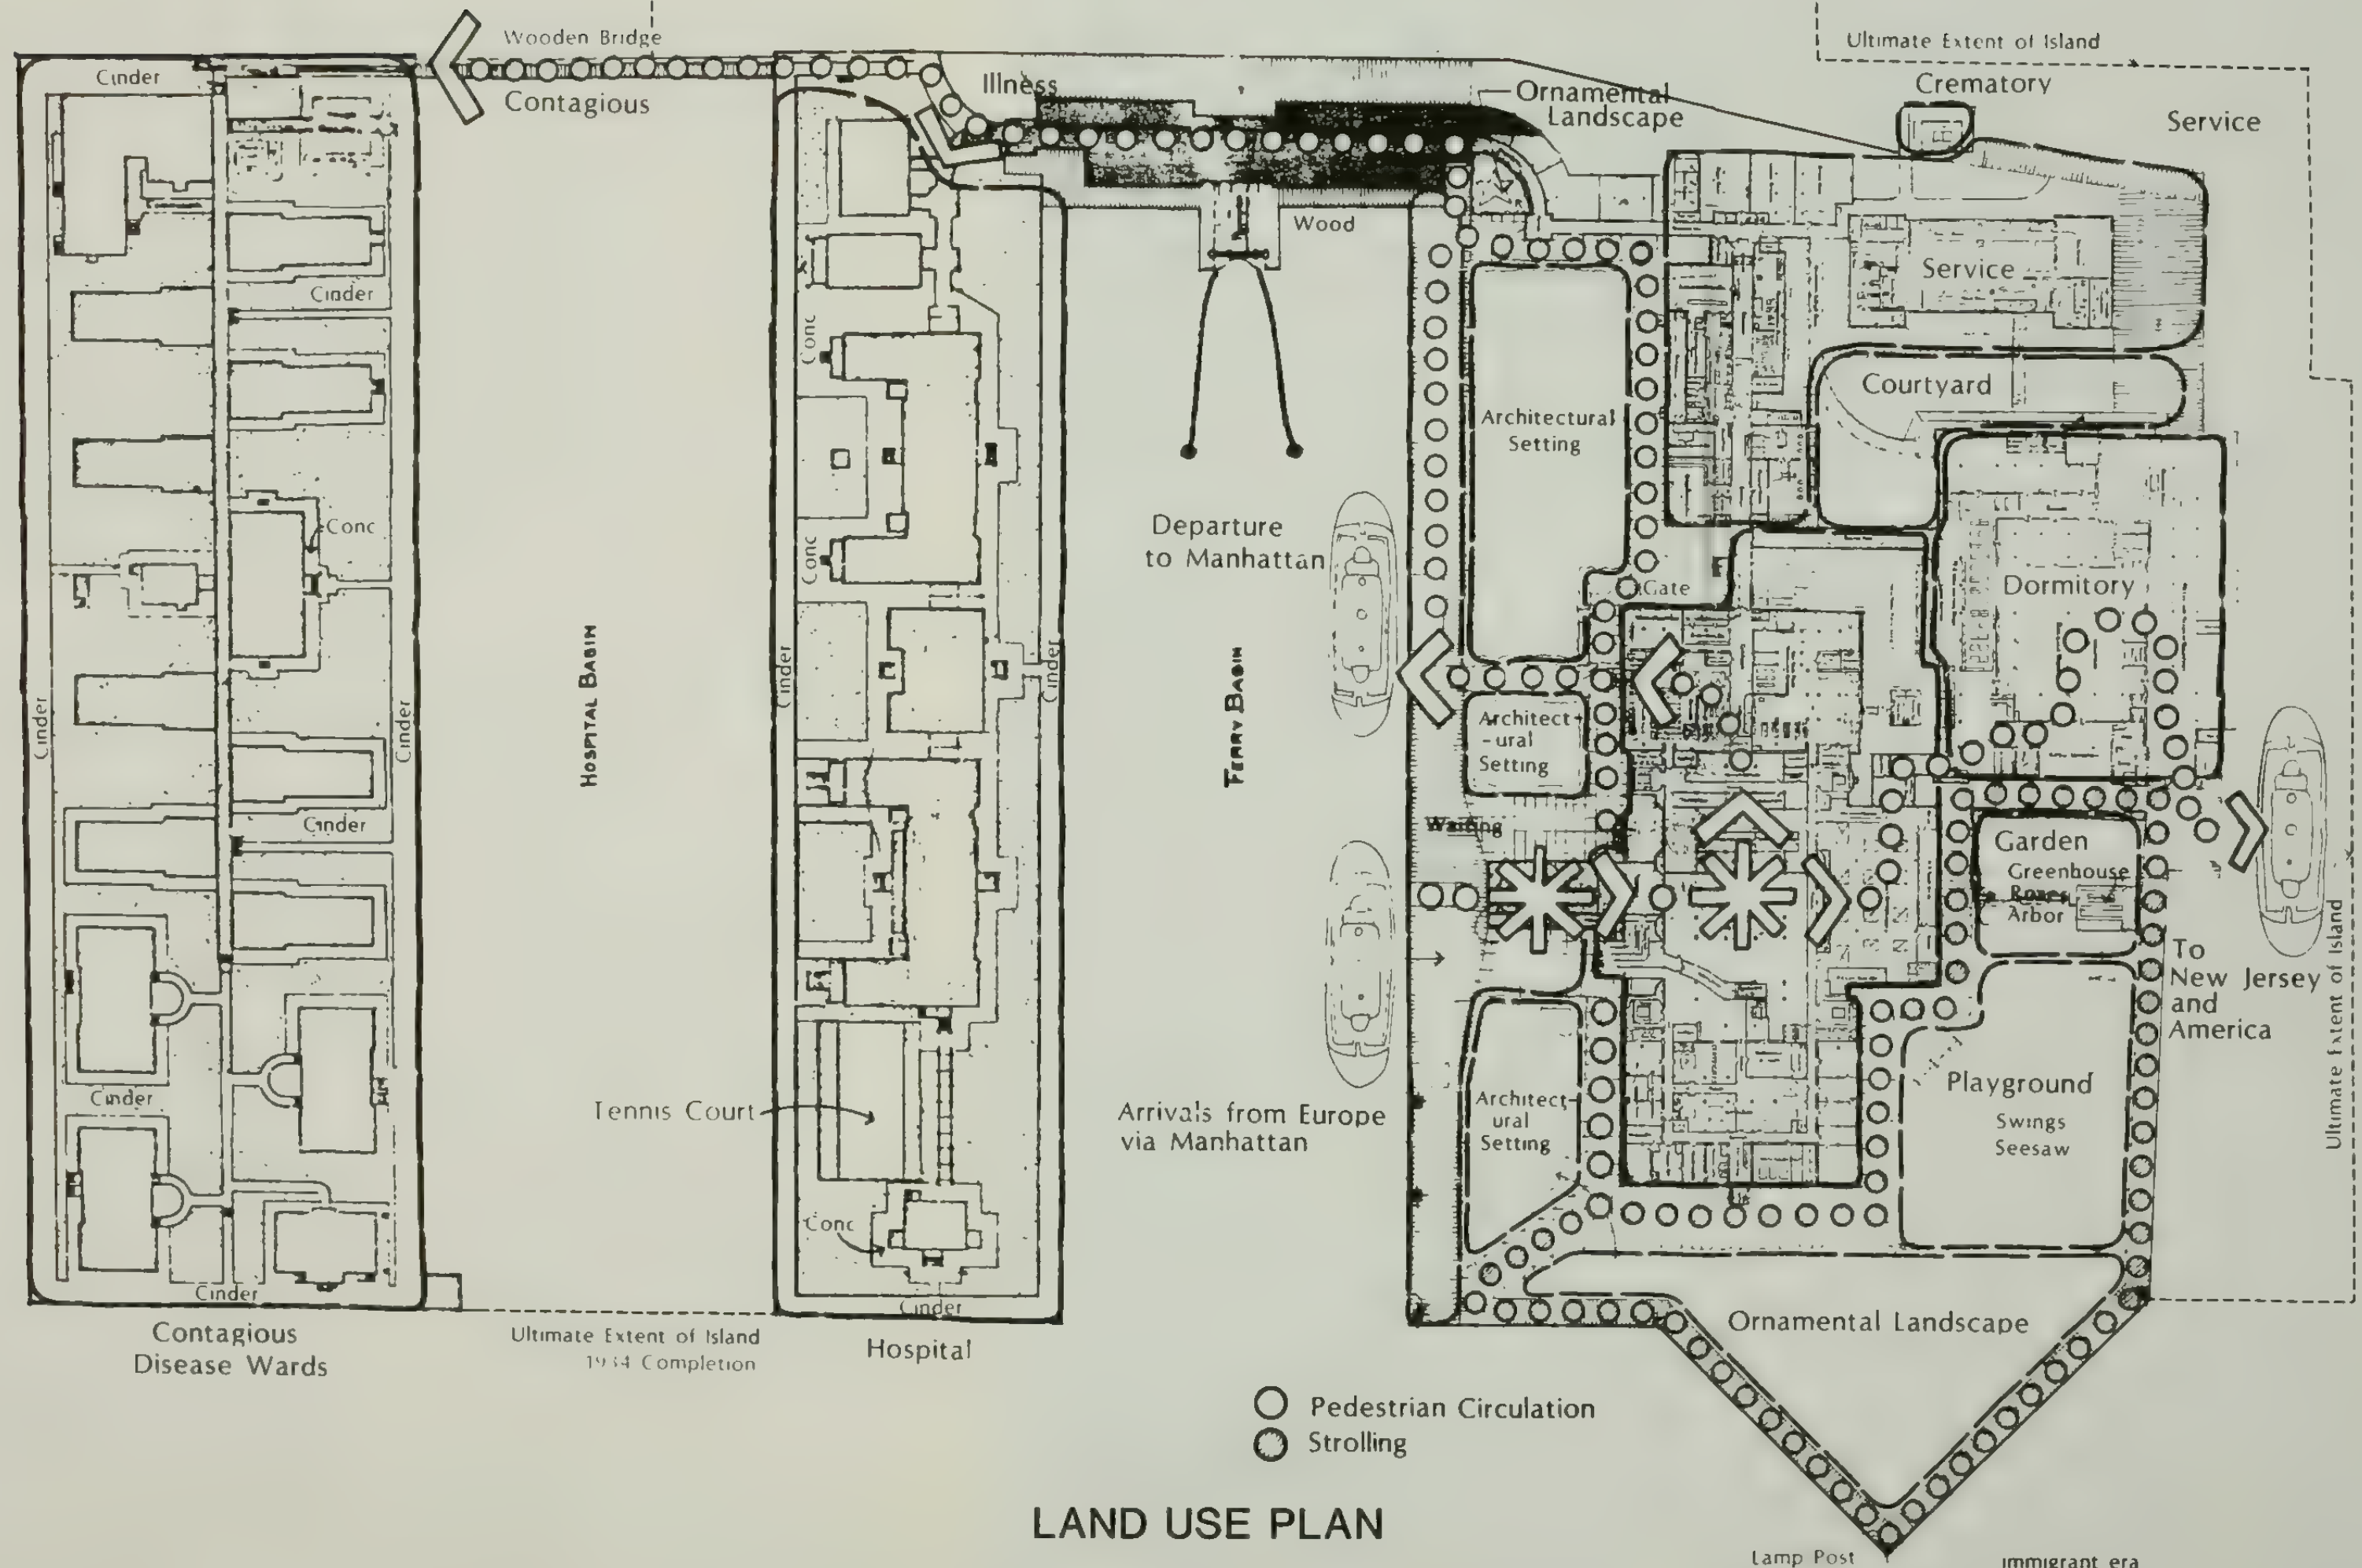 Wooden Bridge
Contagious
Illness
Ornamental
Landscape
Ultimate Extent of Island
Crematory
Service
Cinder
Wood
Service
Cinder
Conc
Courtyard
Architectural
Setting
Departure
to Manhattan
Conc
Conc
Gate
Dormitory
HOSPITAL BASIN
FERRY BASIN
Cinder
Cinder
Cinder
Cinder
Architect-
-ural
Setting
Cinder
Waiting
Garden
Greenhouse
Roses
Arbor
To
New Jersey
and
America
Ultimate Extent of Island
Cinder
Tennis Court
Arrivals from Europe
via Manhattan
Architect-
ural
Setting
Playground
Swings
Seesaw
Conc
Cinder
Cinder
Contagious
Disease Wards
Ultimate Extent of Island
1934 Completion
Hospital
Ornamental Landscape
Pedestrian Circulation
Strolling
LAND USE PLAN
Lamp Post
immigrant era